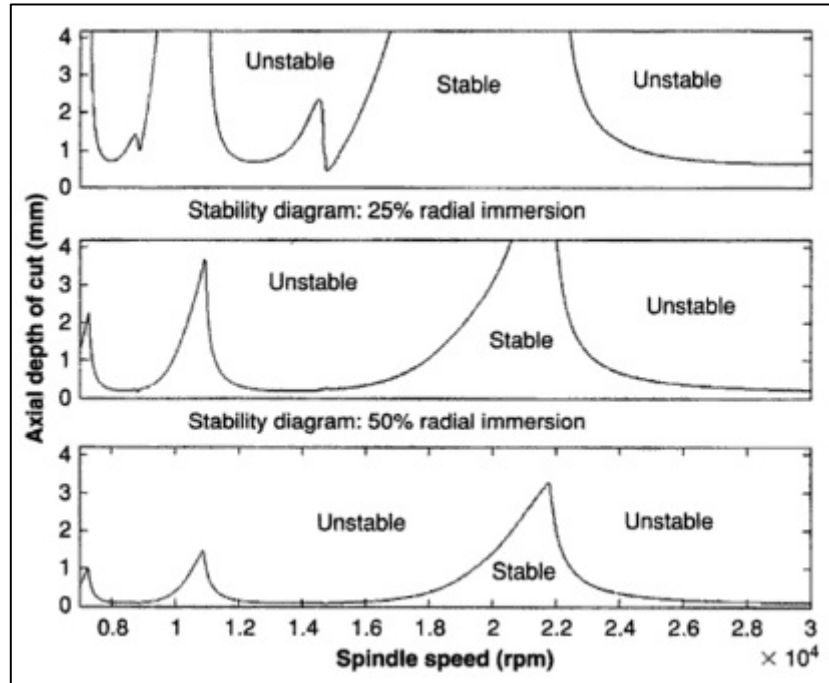 4
3
2
1
0
Unstable
Stable
Unstable
Stability diagram: 25% radial immersion
Axial depth of cut (mm)
4
3
2
1
0
Unstable
Stable
Unstable
Stability diagram: 50% radial immersion
4
3
2
1
0
Unstable
Unstable
Stable
0.8 1 1.2 1.4 1.6 1.8 2 2.2 2.4 2.6 2.8 3
Spindle speed (rpm) × 10⁴